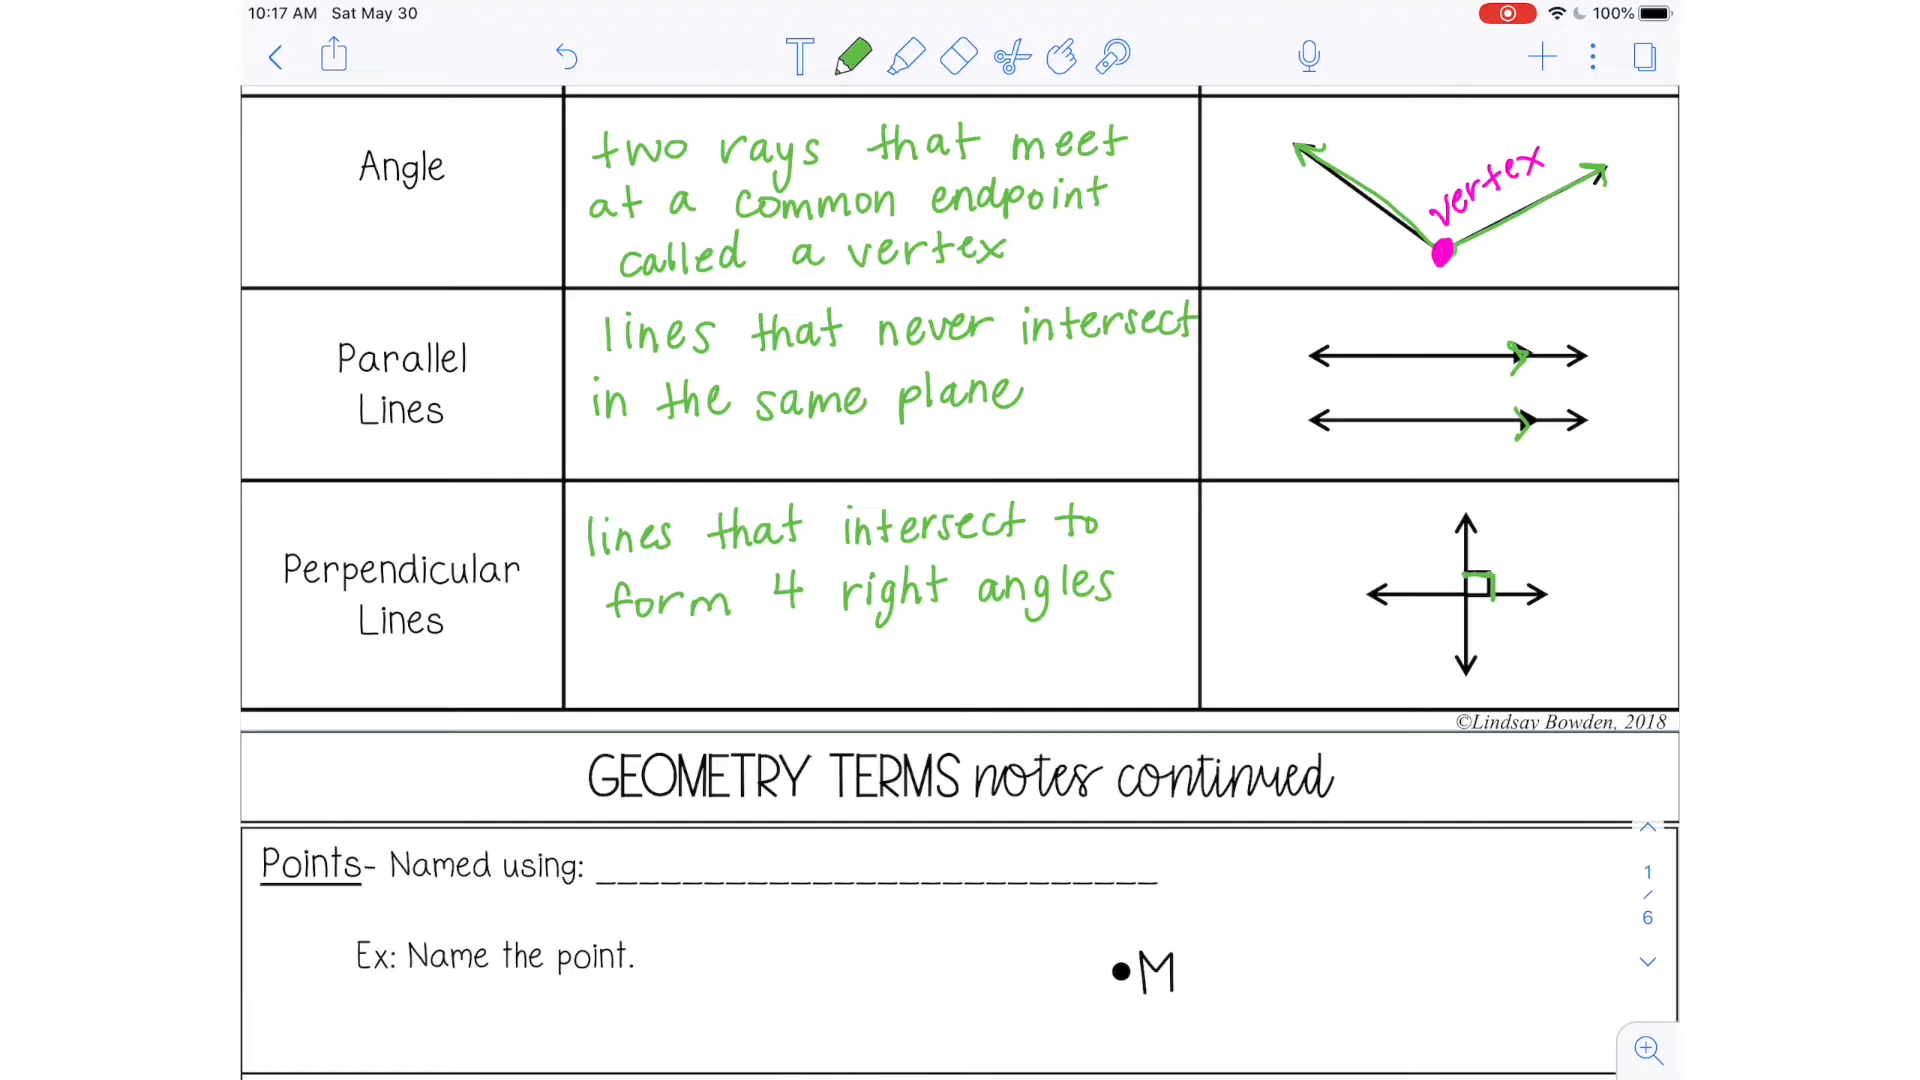 10:17 AM Sat May 30
100%
Angle
two rays that meet
at a common endpoint
called a vertex
vertex
Parallel
Lines
lines that never intersect
in the same plane
Perpendicular
Lines
lines that intersect to
form 4 right angles
©Lindsay Bowden, 2018
GEOMETRY TERMS notes continued
Points- Named using: __________________________
Ex: Name the point.
M
1
/
6